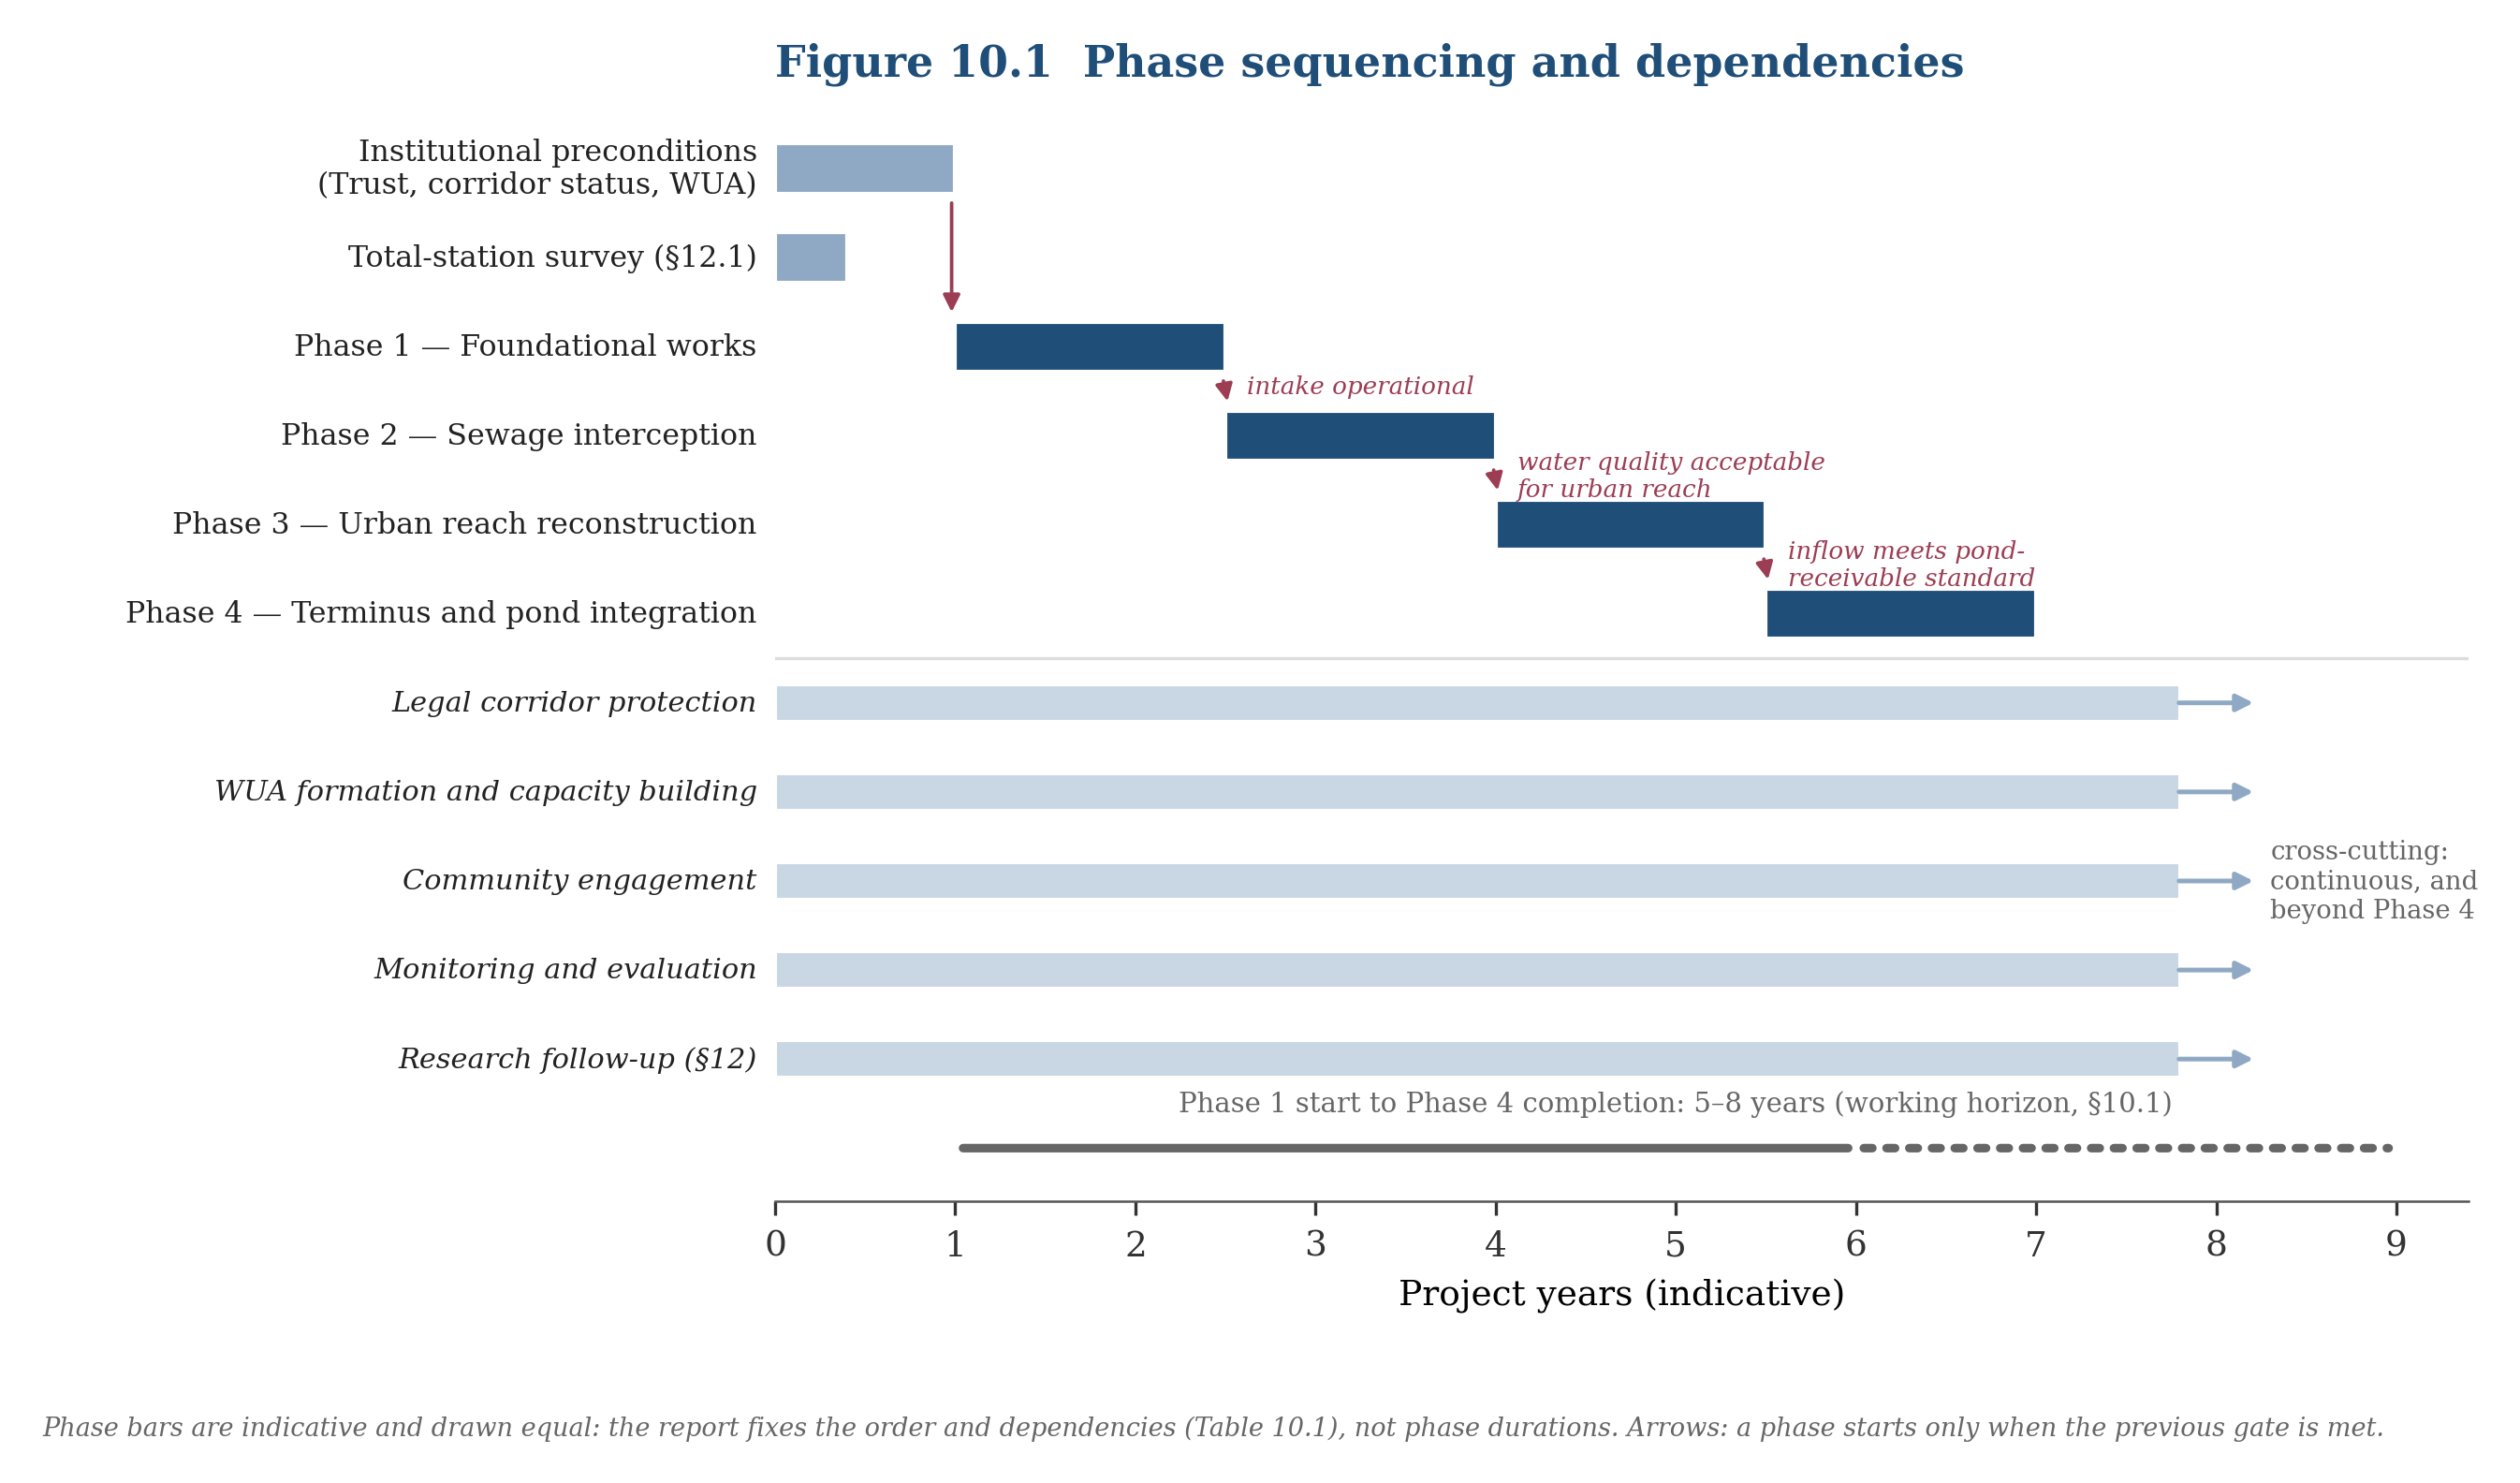 Figure 10.1  Phase sequencing and dependencies
Institutional preconditions
(Trust, corridor status, WUA)
Total-station survey (§12.1)
Phase 1 — Foundational works
intake operational
Phase 2 — Sewage interception
water quality acceptable
for urban reach
Phase 3 — Urban reach reconstruction
inflow meets pond-
receivable standard
Phase 4 — Terminus and pond integration
Legal corridor protection
WUA formation and capacity building
Community engagement
cross-cutting:
continuous, and
beyond Phase 4
Monitoring and evaluation
Research follow-up (§12)
Phase 1 start to Phase 4 completion: 5–8 years (working horizon, §10.1)
0 1 2 3 4 5 6 7 8 9
Project years (indicative)
Phase bars are indicative and drawn equal: the report fixes the order and dependencies (Table 10.1), not phase durations. Arrows: a phase starts only when the previous gate is met.